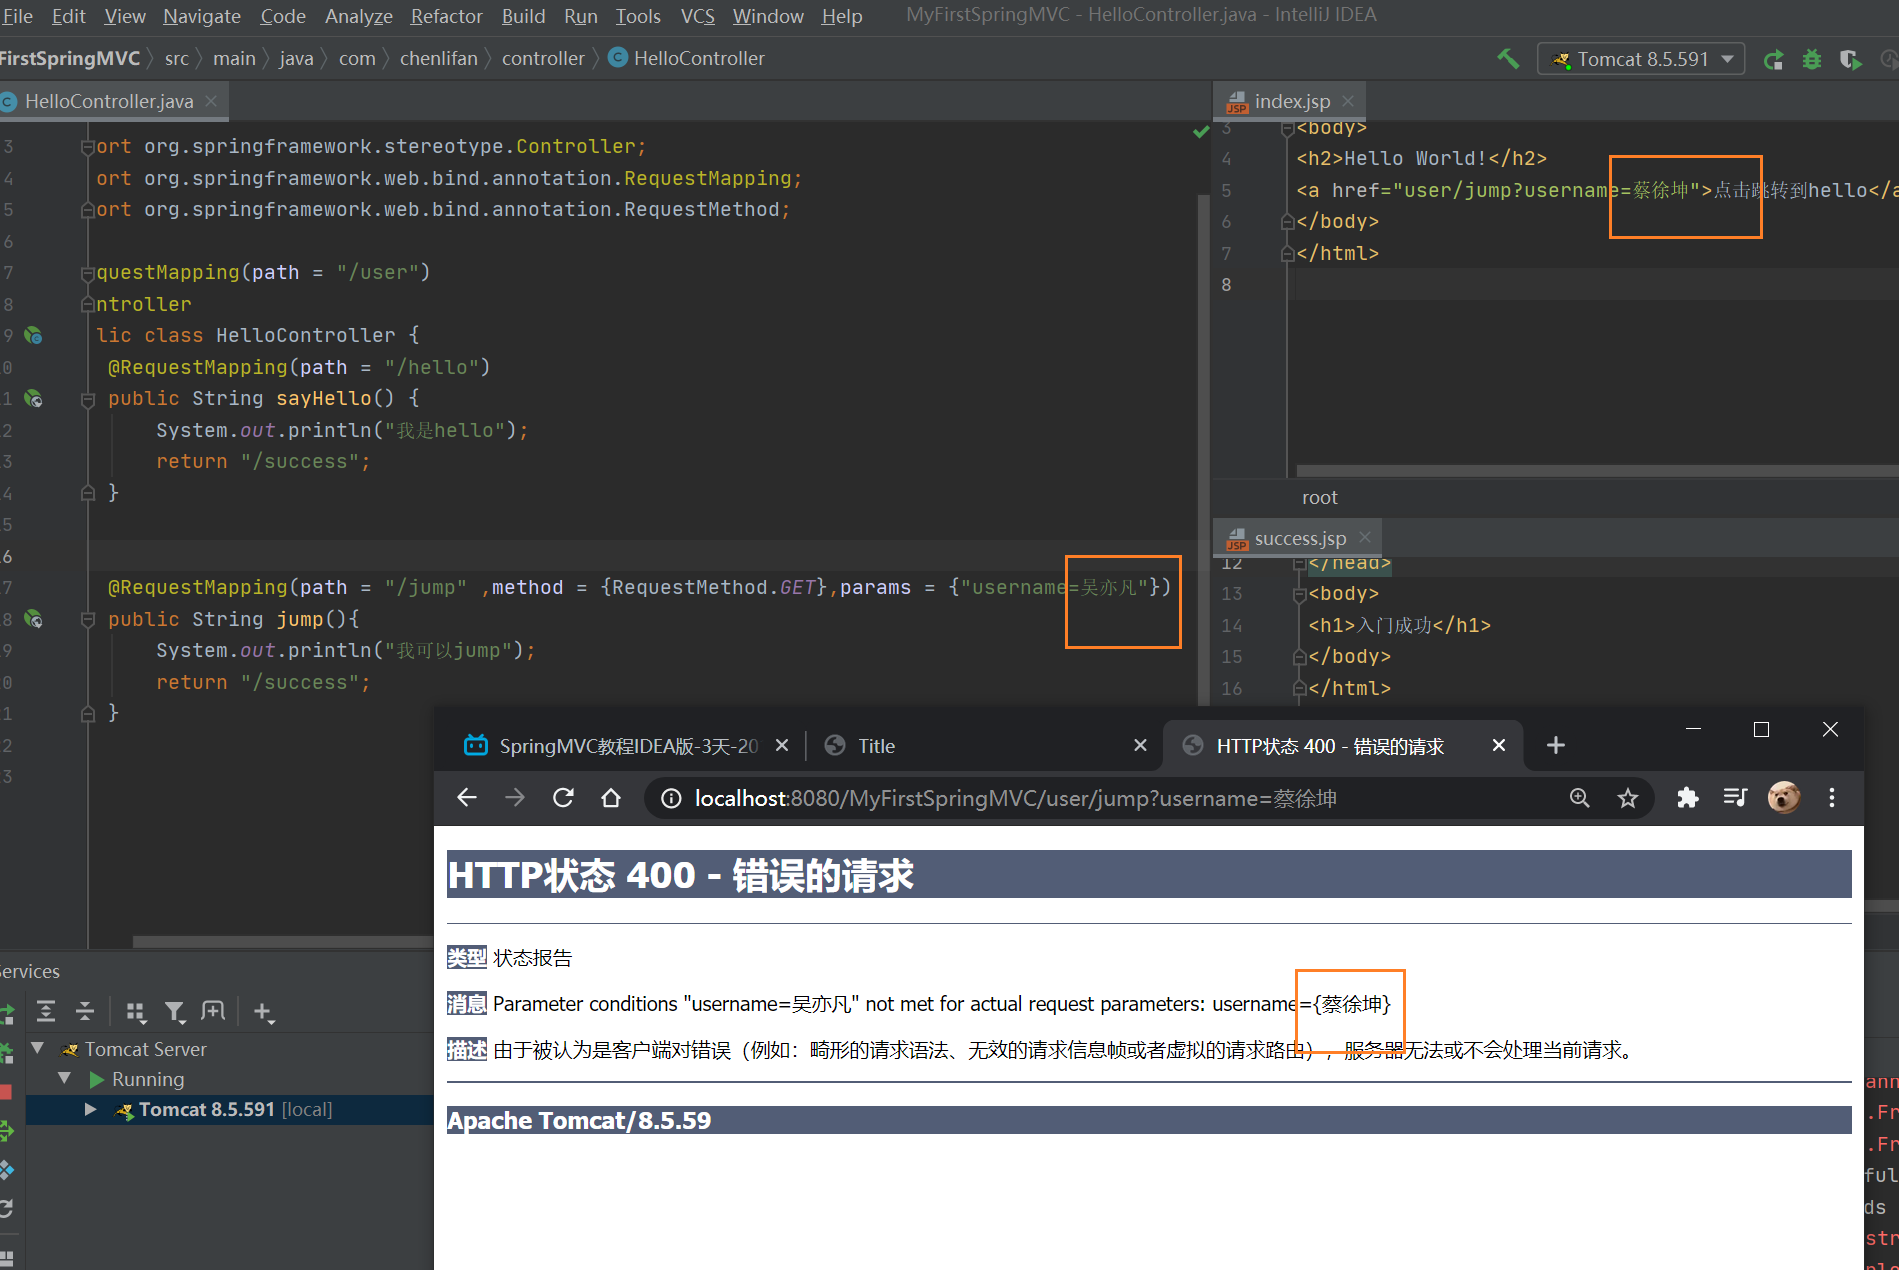 File Edit View Navigate Code Analyze Refactor Build Run Tools VCS Window Help MyFirstSpringMVC - HelloController.java - IntelliJ IDEA
FirstSpringMVC src main java com chenlifan controller HelloController Tomcat 8.5.591
HelloController.java
3 ort org.springframework.stereotype.Controller;
4 ort org.springframework.web.bind.annotation.RequestMapping;
5 ort org.springframework.web.bind.annotation.RequestMethod;
6
7 questMapping(path = "/user")
8 ntroller
9 lic class HelloController {
0 @RequestMapping(path = "/hello")
1 public String sayHello() {
2 System.out.println("我是hello");
3 return "/success";
4 }
5
6
7 @RequestMapping(path = "/jump" ,method = {RequestMethod.GET},params = {"username=吴亦凡"})
8 public String jump(){
9 System.out.println("我可以jump");
0 return "/success";
1 }
2
3
index.jsp
3 <body>
4 <h2>Hello World!</h2>
5 <a href="user/jump?username=蔡徐坤">点击跳转到hello</a
6 </body>
7 </html>
8
root
success.jsp
12 </head>
13 <body>
14 <h1>入门成功</h1>
15 </body>
16 </html>
SpringMVC教程IDEA版-3天-20 Title HTTP状态 400 - 错误的请求
localhost:8080/MyFirstSpringMVC/user/jump?username=蔡徐坤
HTTP状态 400 - 错误的请求
类型 状态报告
消息 Parameter conditions "username=吴亦凡" not met for actual request parameters: username={蔡徐坤}
描述 由于被认为是客户端对错误（例如：畸形的请求语法、无效的请求信息帧或者虚拟的请求路由），服务器无法或不会处理当前请求。
Apache Tomcat/8.5.59
Services
Tomcat Server
Running
Tomcat 8.5.591 [local]
ann
.Fr
.Fr
ful
ds
str